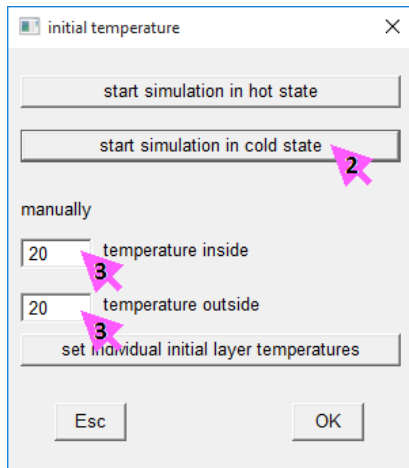 initial temperature
start simulation in hot state
start simulation in cold state
2
manually
20 temperature inside
3
20 temperature outside
3
set individual initial layer temperatures
Esc OK